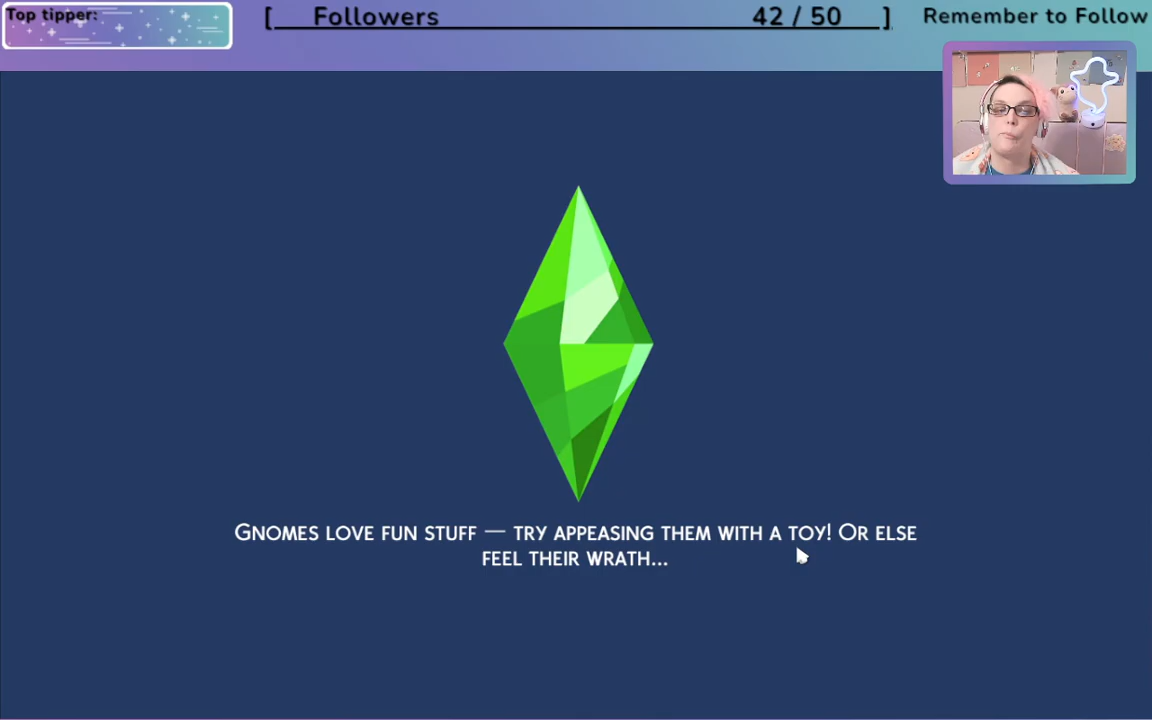 Top tipper:
[ Followers 42 / 50 ]
Remember to Follow
GNOMES LOVE FUN STUFF — TRY APPEASING THEM WITH A TOY! OR ELSE
FEEL THEIR WRATH...